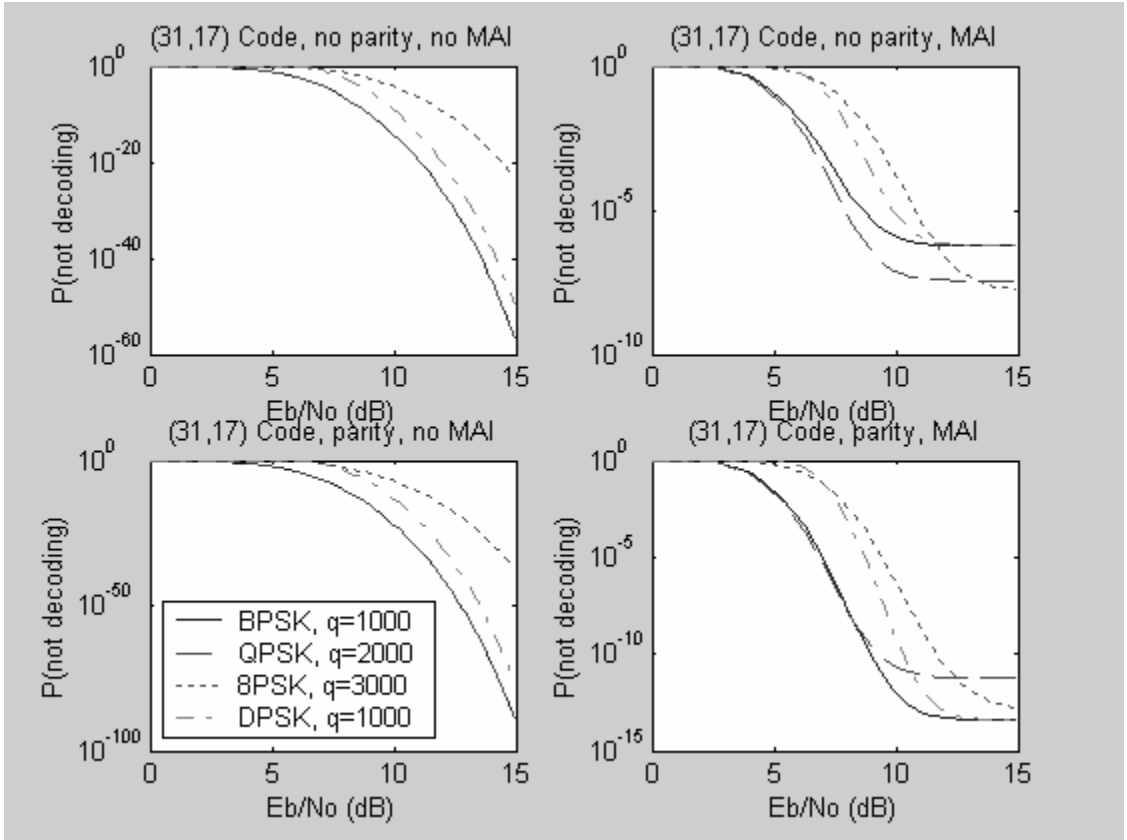 (31,17) Code, no parity, no MAI
P(not decoding)
10^0
10^-20
10^-40
10^-60
0 5 10 15
Eb/No (dB)
(31,17) Code, no parity, MAI
P(not decoding)
10^0
10^-5
10^-10
0 5 10 15
Eb/No (dB)
(31,17) Code, parity, no MAI
P(not decoding)
10^0
10^-50
10^-100
BPSK, q=1000
QPSK, q=2000
8PSK, q=3000
DPSK, q=1000
0 5 10 15
Eb/No (dB)
(31,17) Code, parity, MAI
P(not decoding)
10^0
10^-5
10^-10
10^-15
0 5 10 15
Eb/No (dB)